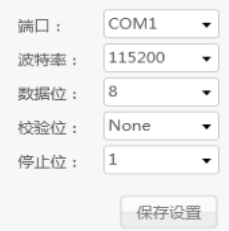 端口： COM1
波特率： 115200
数据位： 8
校验位： None
停止位： 1
保存设置